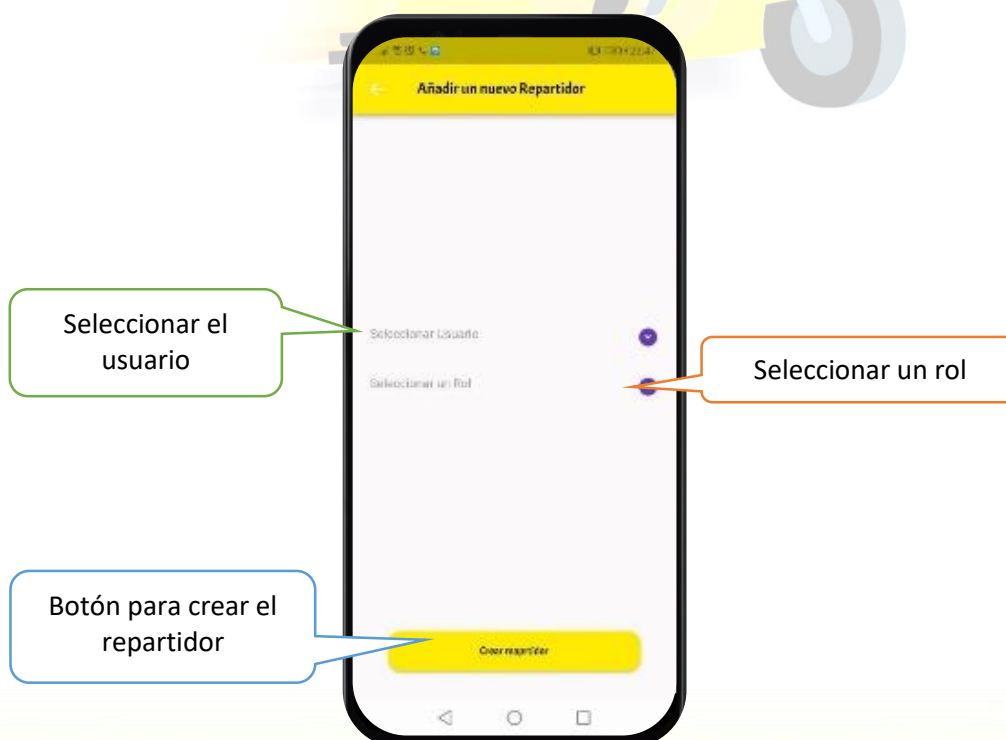 Añadir un nuevo Repartidor
Seleccionar el
usuario
Seleccionar Usuario
Seleccionar un rol
Seleccionar un Rol
Botón para crear el
repartidor
Crear reaprtidor